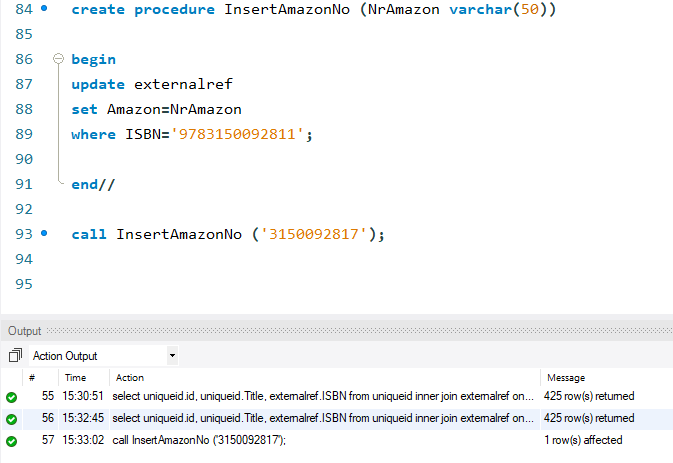 84 create procedure InsertAmazonNo (NrAmazon varchar(50))
85
86 begin
87 update externalref
88 set Amazon=NrAmazon
89 where ISBN='9783150092811';
90
91 end//
92
93 call InsertAmazonNo ('3150092817');
94
95
Output
Action Output
# Time Action Message
55 15:30:51 select uniqueid.id, uniqueid.Title, externalref.ISBN from uniqueid inner join externalref on... 425 row(s) returned
56 15:32:45 select uniqueid.id, uniqueid.Title, externalref.ISBN from uniqueid inner join externalref on... 425 row(s) returned
57 15:33:02 call InsertAmazonNo ('3150092817'); 1 row(s) affected